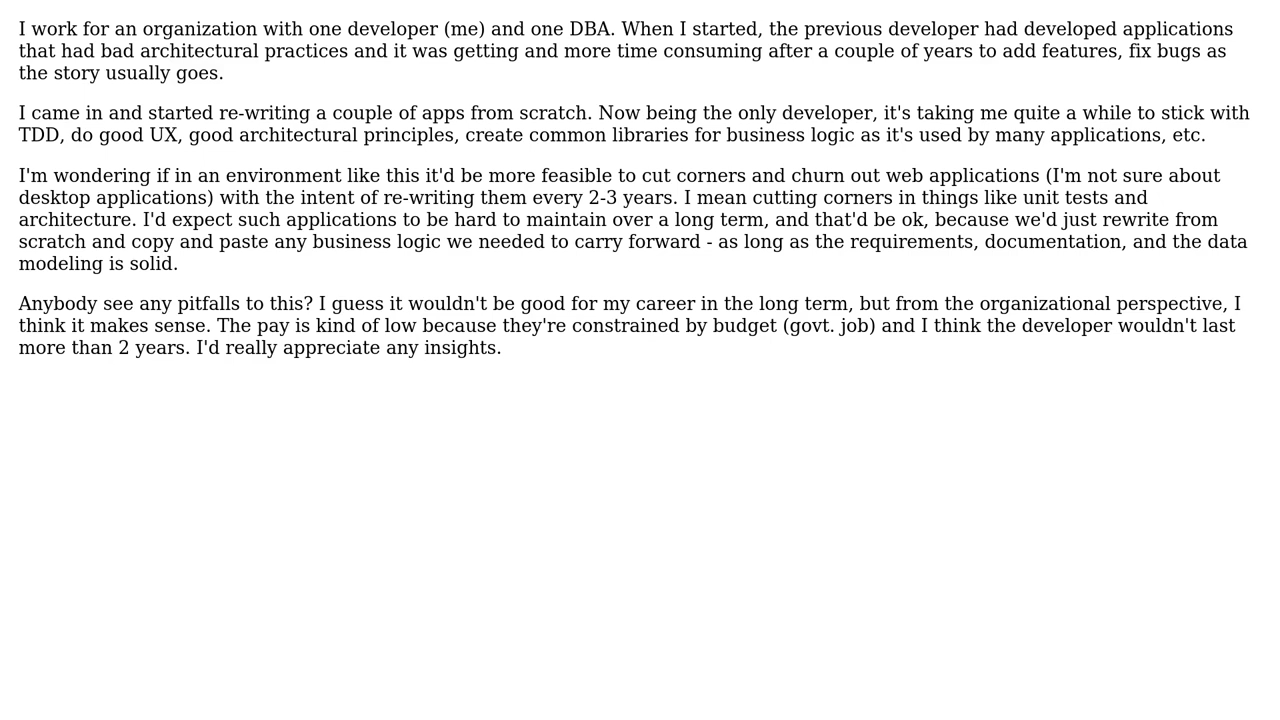 I work for an organization with one developer (me) and one DBA. When I started, the previous developer had developed applications
that had bad architectural practices and it was getting and more time consuming after a couple of years to add features, fix bugs as
the story usually goes.
I came in and started re-writing a couple of apps from scratch. Now being the only developer, it's taking me quite a while to stick with
TDD, do good UX, good architectural principles, create common libraries for business logic as it's used by many applications, etc.
I'm wondering if in an environment like this it'd be more feasible to cut corners and churn out web applications (I'm not sure about
desktop applications) with the intent of re-writing them every 2-3 years. I mean cutting corners in things like unit tests and
architecture. I'd expect such applications to be hard to maintain over a long term, and that'd be ok, because we'd just rewrite from
scratch and copy and paste any business logic we needed to carry forward - as long as the requirements, documentation, and the data
modeling is solid.
Anybody see any pitfalls to this? I guess it wouldn't be good for my career in the long term, but from the organizational perspective, I
think it makes sense. The pay is kind of low because they're constrained by budget (govt. job) and I think the developer wouldn't last
more than 2 years. I'd really appreciate any insights.